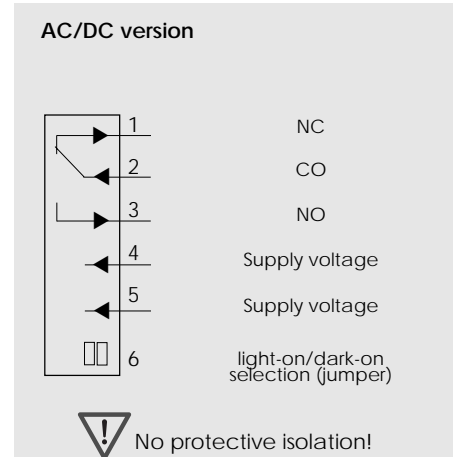 AC/DC version
1 NC
2 CO
3 NO
4 Supply voltage
5 Supply voltage
6 light-on/dark-on
selection (jumper)
! No protective isolation!